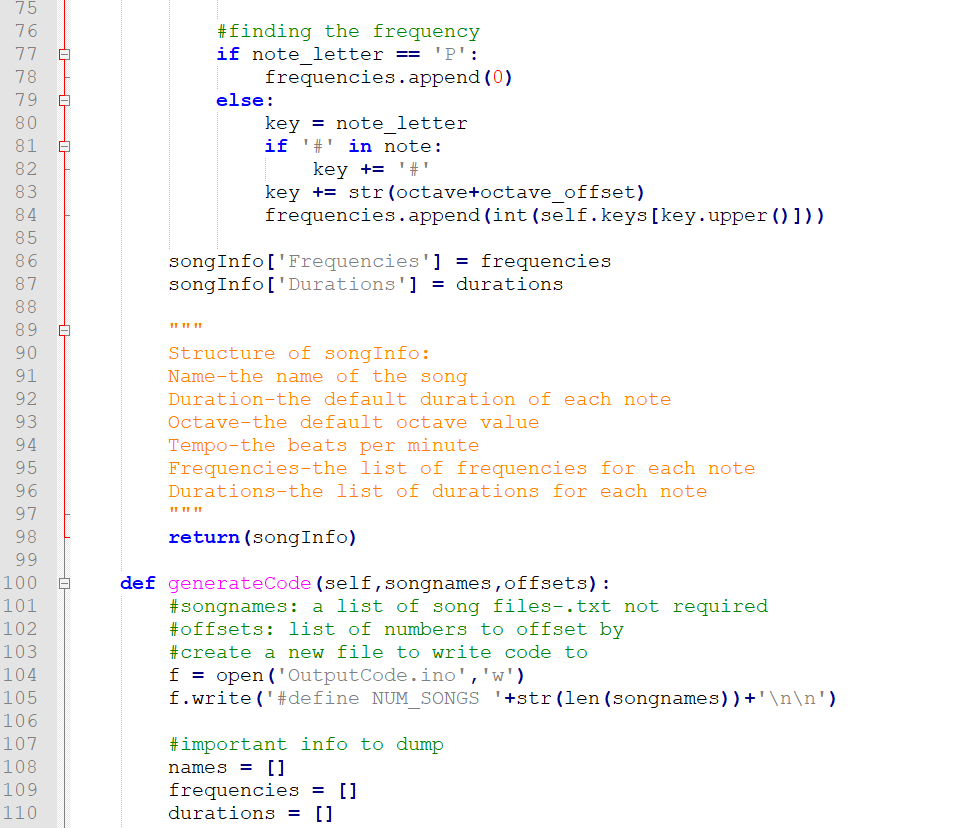 75
76 #finding the frequency
77 if note_letter == 'P':
78 frequencies.append(0)
79 else:
80 key = note_letter
81 if '#' in note:
82 key += '#'
83 key += str(octave+octave_offset)
84 frequencies.append(int(self.keys[key.upper()]))
85
86 songInfo['Frequencies'] = frequencies
87 songInfo['Durations'] = durations
88
89 """
90 Structure of songInfo:
91 Name-the name of the song
92 Duration-the default duration of each note
93 Octave-the default octave value
94 Tempo-the beats per minute
95 Frequencies-the list of frequencies for each note
96 Durations-the list of durations for each note
97 """
98 return(songInfo)
99
100 def generateCode(self,songnames,offsets):
101 #songnames: a list of song files-.txt not required
102 #offsets: list of numbers to offset by
103 #create a new file to write code to
104 f = open('OutputCode.ino','w')
105 f.write('#define NUM_SONGS '+str(len(songnames))+'\n\n')
106
107 #important info to dump
108 names = []
109 frequencies = []
110 durations = []